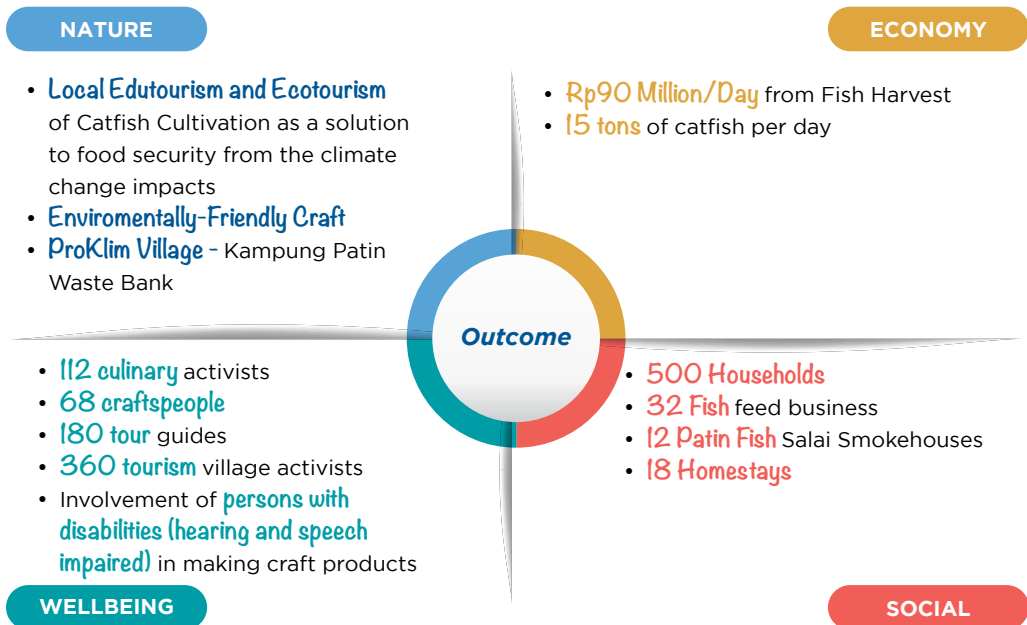 NATURE
• Local Edutourism and Ecotourism
of Catfish Cultivation as a solution
to food security from the climate
change impacts
• Enviromentally-Friendly Craft
• ProKlim Village - Kampung Patin
Waste Bank
ECONOMY
• Rp90 Million/Day from Fish Harvest
• 15 tons of catfish per day
Outcome
• 112 culinary activists
• 68 craftspeople
• 180 tour guides
• 360 tourism village activists
• Involvement of persons with
disabilities (hearing and speech
impaired) in making craft products
WELLBEING
• 500 Households
• 32 Fish feed business
• 12 Patin Fish Salai Smokehouses
• 18 Homestays
SOCIAL